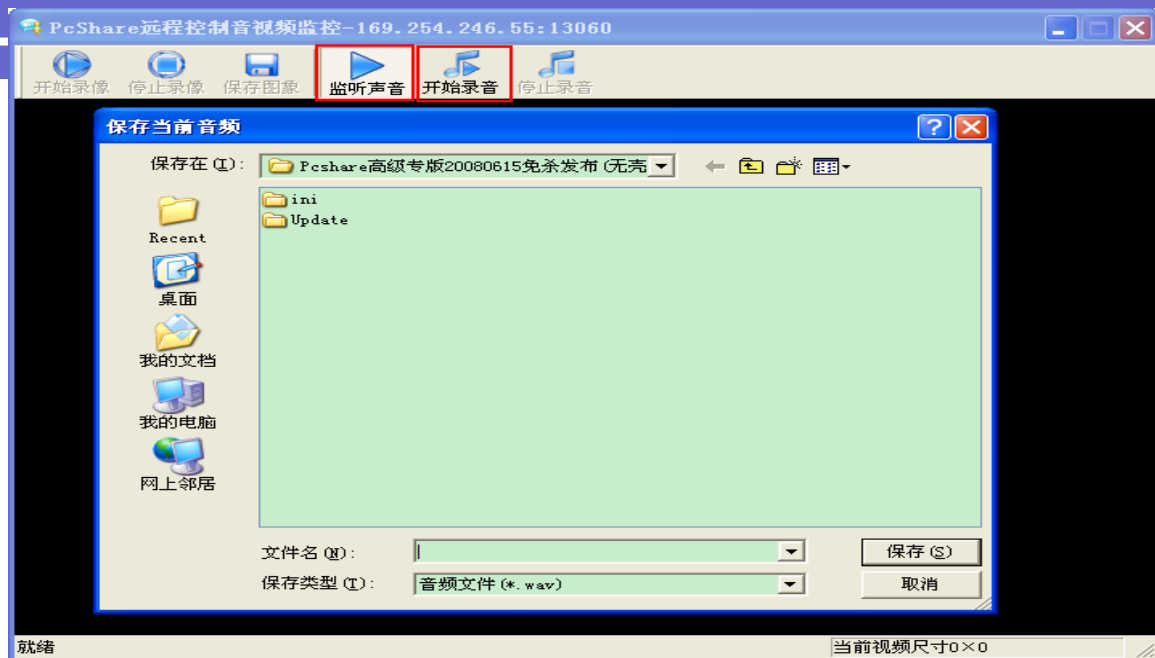 PcShare远程控制音视频监控-169.254.246.55:13060
开始录像 停止录像 保存图象 监听声音 开始录音 停止录音
保存当前音频
保存在(I): Pcshare高级专版20080615免杀发布(无壳
ini
Update
Recent
桌面
我的文档
我的电脑
网上邻居
文件名(N): 保存(S)
保存类型(T): 音频文件(*.wav) 取消
就绪 当前视频尺寸0×0